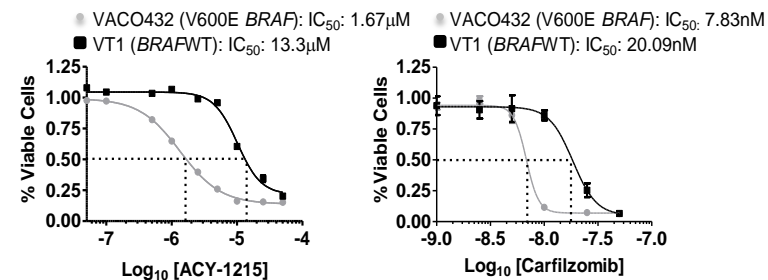 VACO432 (V600E BRAF): IC50: 1.67µM
VT1 (BRAFWT): IC50: 13.3µM
% Viable Cells
1.25
1.00
0.75
0.50
0.25
0.00
-7
-6
-5
-4
Log10 [ACY-1215]
VACO432 (V600E BRAF): IC50: 7.83nM
VT1 (BRAFWT): IC50: 20.09nM
% Viable Cells
1.25
1.00
0.75
0.50
0.25
0.00
-9.0
-8.5
-8.0
-7.5
-7.0
Log10 [Carfilzomib]